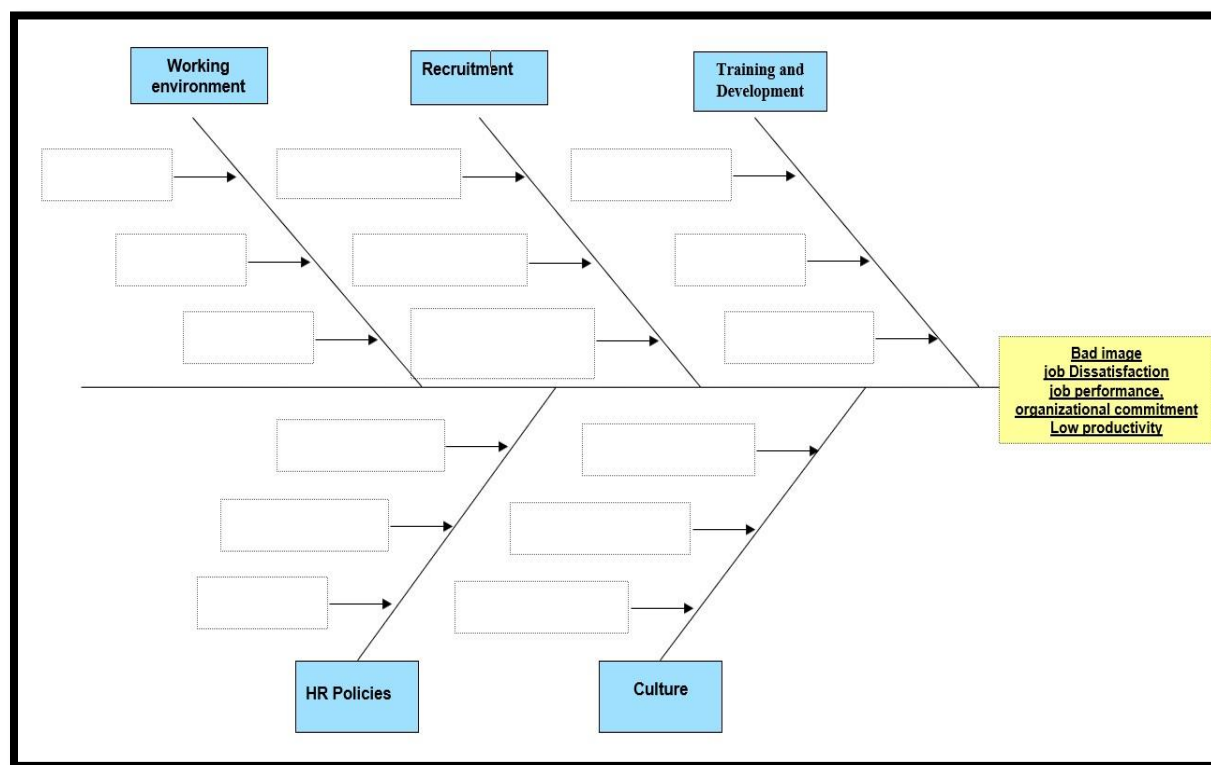 Working
environment
Recruitment
Training and
Development
Bad image
job Dissatisfaction
job performance,
organizational commitment
Low productivity
HR Policies
Culture